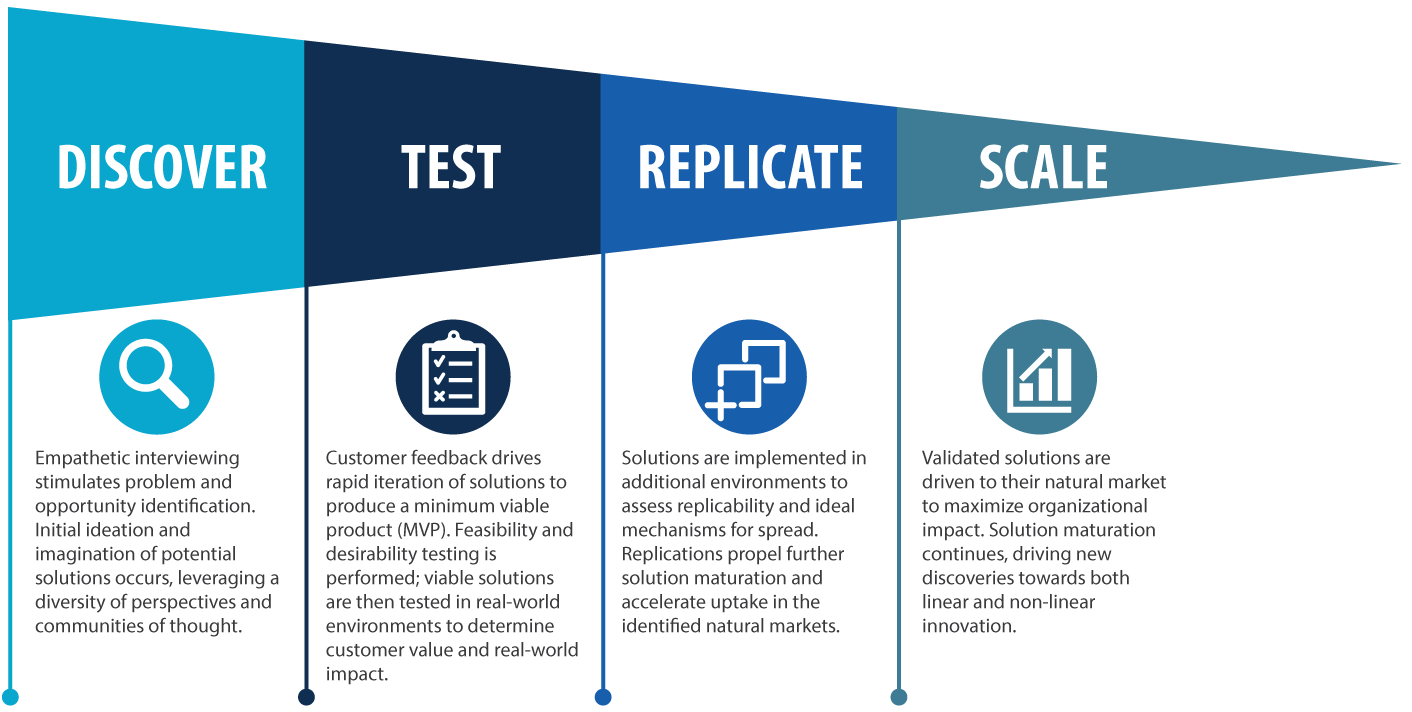 DISCOVER
TEST
REPLICATE
SCALE
Empathetic interviewing
stimulates problem and
opportunity identification.
Initial ideation and
imagination of potential
solutions occurs, leveraging a
diversity of perspectives and
communities of thought.
Customer feedback drives
rapid iteration of solutions to
produce a minimum viable
product (MVP). Feasibility and
desirability testing is
performed; viable solutions
are then tested in real-world
environments to determine
customer value and real-world
impact.
Solutions are implemented in
additional environments to
assess replicability and ideal
mechanisms for spread.
Replications propel further
solution maturation and
accelerate uptake in the
identified natural markets.
Validated solutions are
driven to their natural market
to maximize organizational
impact. Solution maturation
continues, driving new
discoveries towards both
linear and non-linear
innovation.